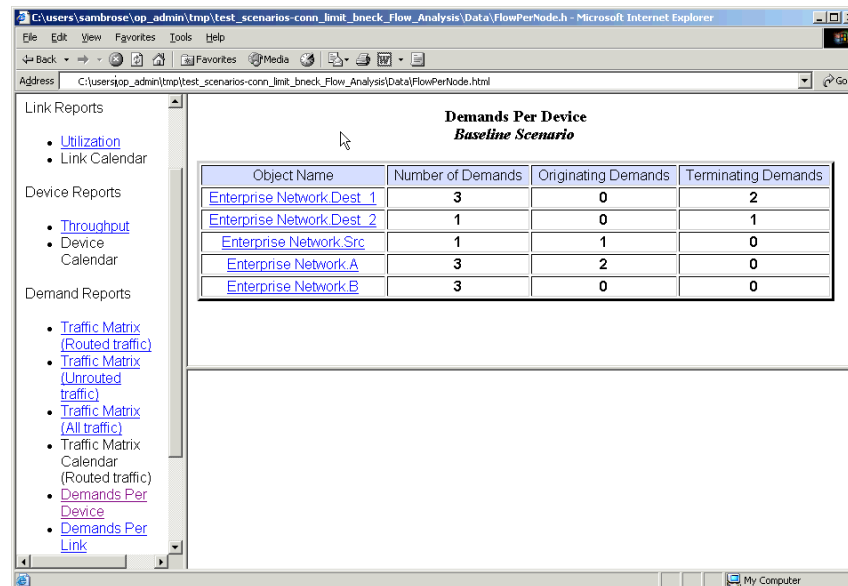 C:\users\sambrose\op_admin\tmp\test_scenarios-conn_limit_bneck_Flow_Analysis\Data\FlowPerNode.h - Microsoft Internet Explorer
File Edit View Favorites Tools Help
Back Favorites Media
Address C:\users\op_admin\tmp\test_scenarios-conn_limit_bneck_Flow_Analysis\Data\FlowPerNode.html Go
Link Reports
Utilization
Link Calendar
Device Reports
Throughput
Device
Calendar
Demand Reports
Traffic Matrix
(Routed traffic)
Traffic Matrix
(Unrouted
traffic)
Traffic Matrix
(All traffic)
Traffic Matrix
Calendar
(Routed traffic)
Demands Per
Device
Demands Per
Link
Demands Per Device
Baseline Scenario
Object Name Number of Demands Originating Demands Terminating Demands
Enterprise Network.Dest_1 3 0 2
Enterprise Network.Dest_2 1 0 1
Enterprise Network.Src 1 1 0
Enterprise Network.A 3 2 0
Enterprise Network.B 3 0 0
My Computer